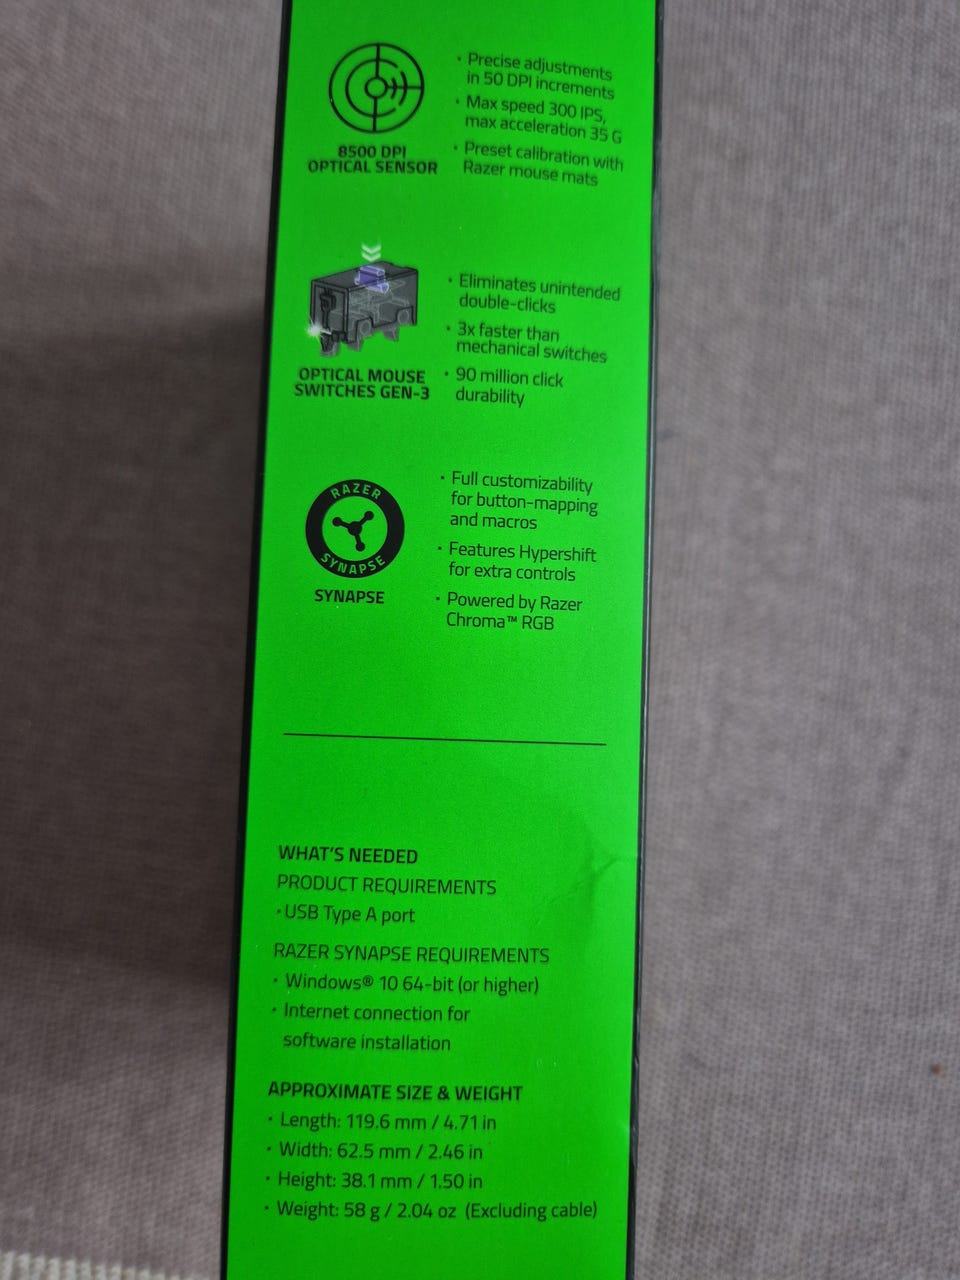 8500 DPI
OPTICAL SENSOR
• Precise adjustments
in 50 DPI increments
• Max speed 300 IPS,
max acceleration 35 G
• Preset calibration with
Razer mouse mats
OPTICAL MOUSE
SWITCHES GEN-3
• Eliminates unintended
double-clicks
• 3x faster than
mechanical switches
• 90 million click
durability
RAZER
SYNAPSE
SYNAPSE
• Full customizability
for button-mapping
and macros
• Features Hypershift
for extra controls
• Powered by Razer
Chroma™ RGB
WHAT'S NEEDED
PRODUCT REQUIREMENTS
• USB Type A port
RAZER SYNAPSE REQUIREMENTS
• Windows® 10 64-bit (or higher)
• Internet connection for
software installation
APPROXIMATE SIZE & WEIGHT
• Length: 119.6 mm / 4.71 in
• Width: 62.5 mm / 2.46 in
• Height: 38.1 mm / 1.50 in
• Weight: 58 g / 2.04 oz (Excluding cable)